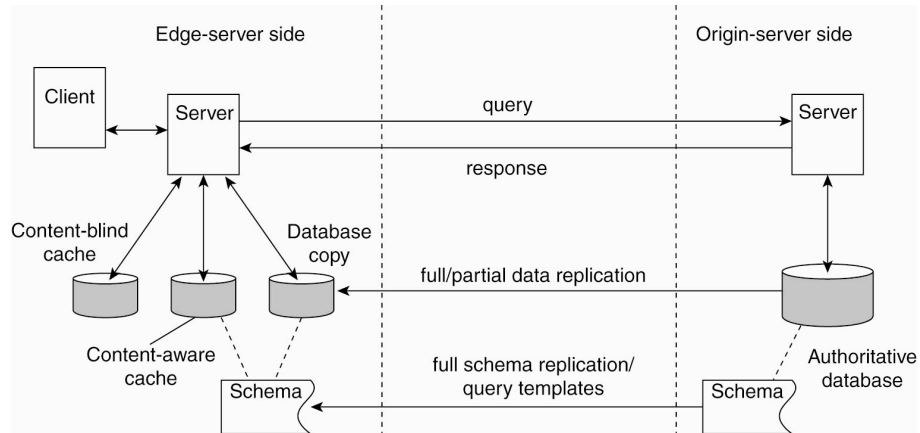 Edge-server side
Origin-server side
Client
Server
query
Server
response
Content-blind
cache
Database
copy
full/partial data replication
Content-aware
cache
full schema replication/
query templates
Authoritative
database
Schema
Schema